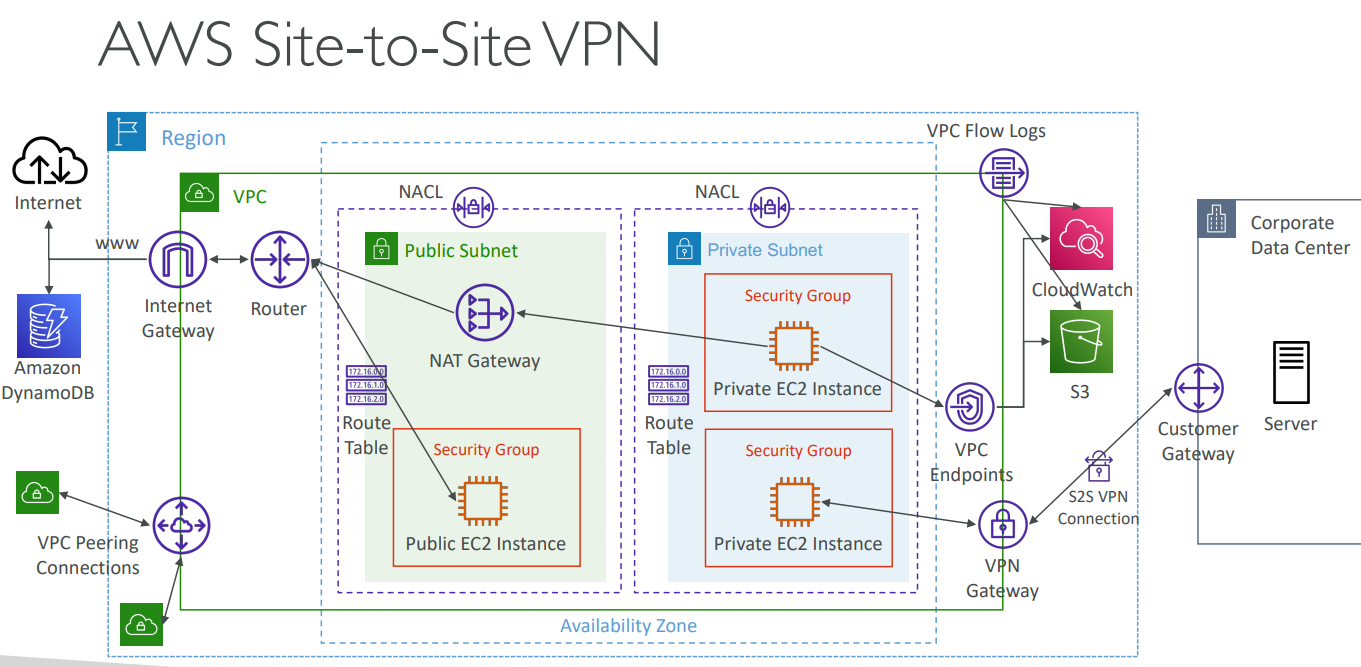 AWS Site-to-Site VPN
Region
VPC Flow Logs
Internet
VPC
NACL
NACL
www
Public Subnet
Private Subnet
Corporate
Data Center
Internet
Gateway
Router
NAT Gateway
Security Group
Private EC2 Instance
CloudWatch
S3
Amazon
DynamoDB
172.16.0.0
172.16.1.0
172.16.2.0
Route
Table
172.16.0.0
172.16.1.0
172.16.2.0
Route
Table
VPC
Endpoints
Customer
Gateway
Server
Security Group
Public EC2 Instance
Security Group
Private EC2 Instance
S2S VPN
Connection
VPN
Gateway
VPC Peering
Connections
Availability Zone